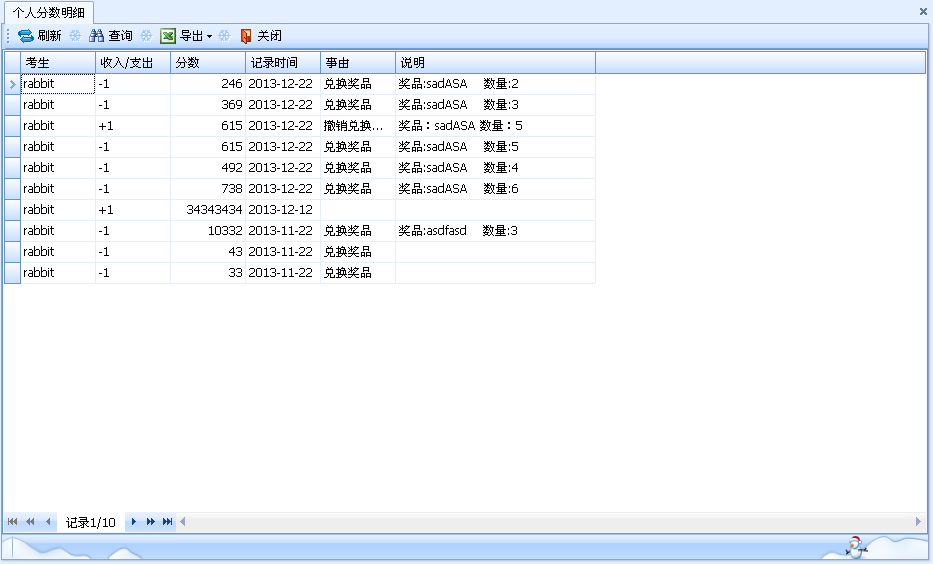 个人分数明细
刷新 查询 导出 关闭
考生 收入/支出 分数 记录时间 事由 说明
rabbit -1 246 2013-12-22 兑换奖品 奖品:sadASA 数量:2
rabbit -1 369 2013-12-22 兑换奖品 奖品:sadASA 数量:3
rabbit +1 615 2013-12-22 撤销兑换... 奖品：sadASA 数量：5
rabbit -1 615 2013-12-22 兑换奖品 奖品:sadASA 数量:5
rabbit -1 492 2013-12-22 兑换奖品 奖品:sadASA 数量:4
rabbit -1 738 2013-12-22 兑换奖品 奖品:sadASA 数量:6
rabbit +1 34343434 2013-12-12
rabbit -1 10332 2013-11-22 兑换奖品 奖品:asdfasd 数量:3
rabbit -1 43 2013-11-22 兑换奖品
rabbit -1 33 2013-11-22 兑换奖品
记录1/10